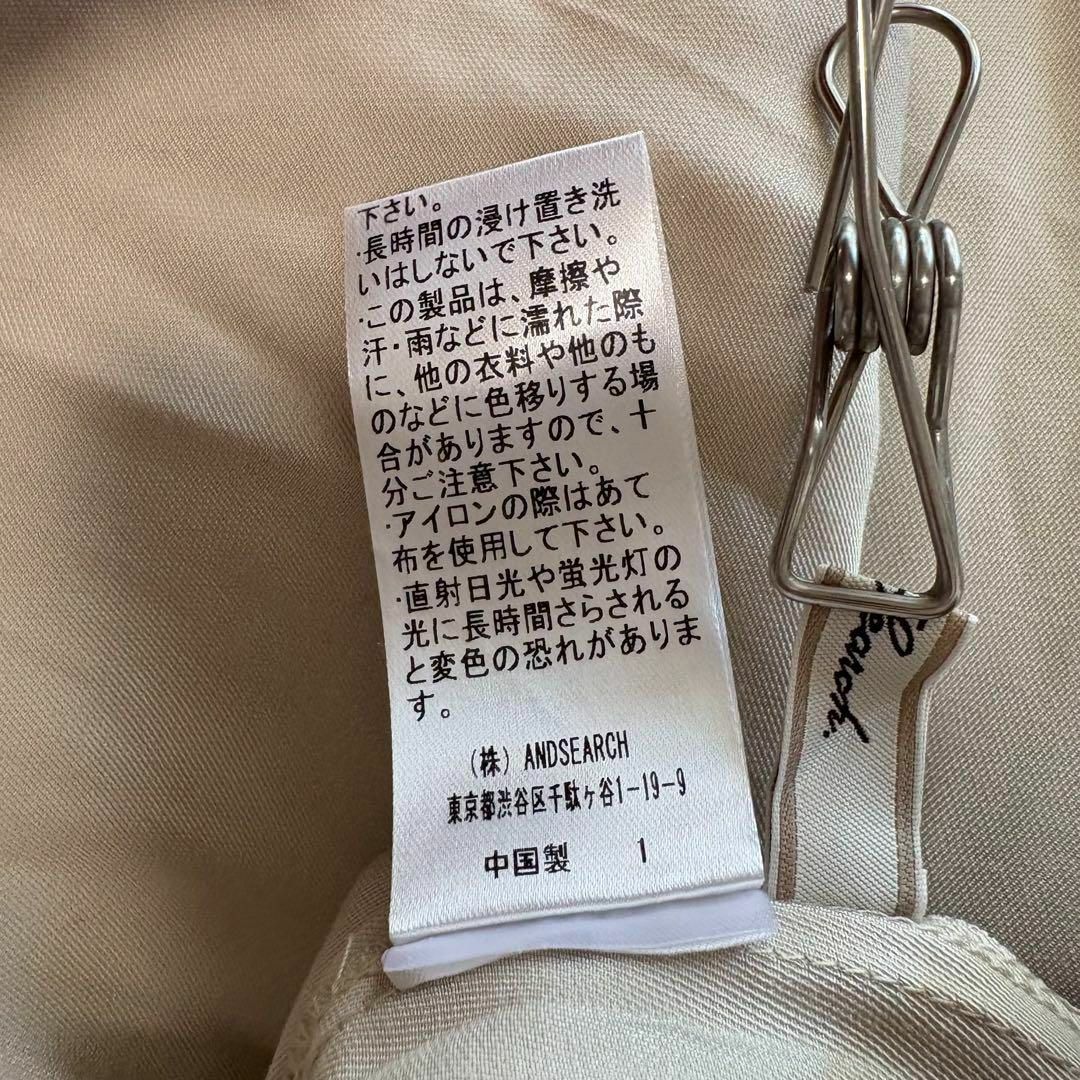 下さい。
・長時間の浸け置き洗
いはしないで下さい。
・この製品は、摩擦や
汗・雨などに濡れた際
に、他の衣料や他のも
のなどに色移りする場
合がありますので、十
分ご注意下さい。
・アイロンの際はあて
布を使用して下さい。
・直射日光や蛍光灯の
光に長時間さらされる
と変色の恐れがありま
す。
(株) ANDSEARCH
東京都渋谷区千駄ヶ谷1-19-9
中国製 1
Search.